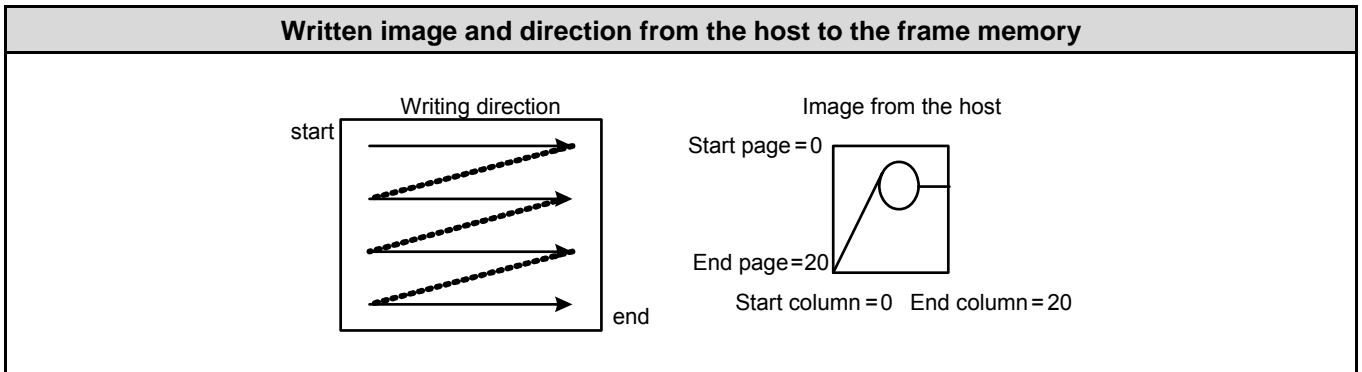 Written image and direction from the host to the frame memory
Writing direction
Image from the host
start
Start page = 0
End page=20
end
Start column = 0 End column = 20